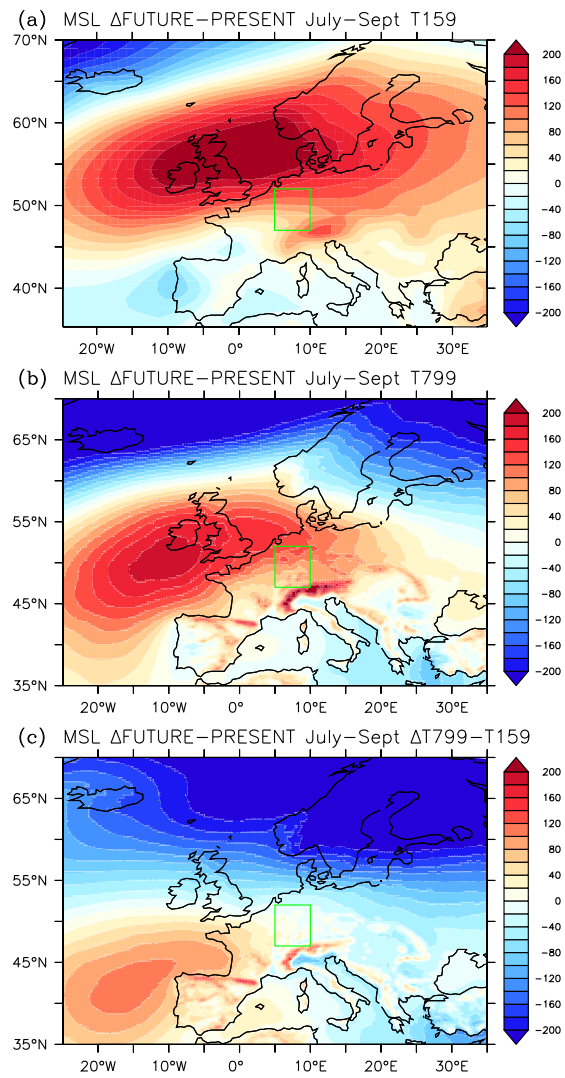 (a) MSL ΔFUTURE−PRESENT July−Sept T159
70°N
60°N
50°N
40°N
20°W 10°W 0° 10°E 20°E 30°E
200
160
120
80
40
0
−40
−80
−120
−160
−200
(b) MSL ΔFUTURE−PRESENT July−Sept T799
65°N
55°N
45°N
35°N
20°W 10°W 0° 10°E 20°E 30°E
200
160
120
80
40
0
−40
−80
−120
−160
−200
(c) MSL ΔFUTURE−PRESENT July−Sept ΔT799−T159
65°N
55°N
45°N
35°N
20°W 10°W 0° 10°E 20°E 30°E
200
160
120
80
40
0
−40
−80
−120
−160
−200